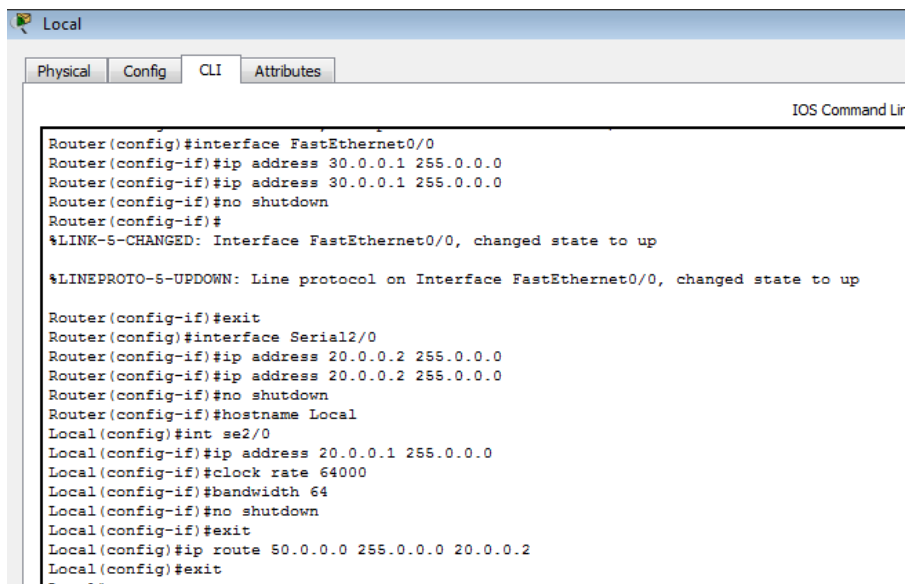 Local
Physical Config CLI Attributes
IOS Command Lin
Router(config)#interface FastEthernet0/0
Router(config-if)#ip address 30.0.0.1 255.0.0.0
Router(config-if)#ip address 30.0.0.1 255.0.0.0
Router(config-if)#no shutdown
Router(config-if)#
%LINK-5-CHANGED: Interface FastEthernet0/0, changed state to up
%LINEPROTO-5-UPDOWN: Line protocol on Interface FastEthernet0/0, changed state to up
Router(config-if)#exit
Router(config)#interface Serial2/0
Router(config-if)#ip address 20.0.0.2 255.0.0.0
Router(config-if)#ip address 20.0.0.2 255.0.0.0
Router(config-if)#no shutdown
Router(config-if)#hostname Local
Local(config)#int se2/0
Local(config-if)#ip address 20.0.0.1 255.0.0.0
Local(config-if)#clock rate 64000
Local(config-if)#bandwidth 64
Local(config-if)#no shutdown
Local(config-if)#exit
Local(config)#ip route 50.0.0.0 255.0.0.0 20.0.0.2
Local(config)#exit